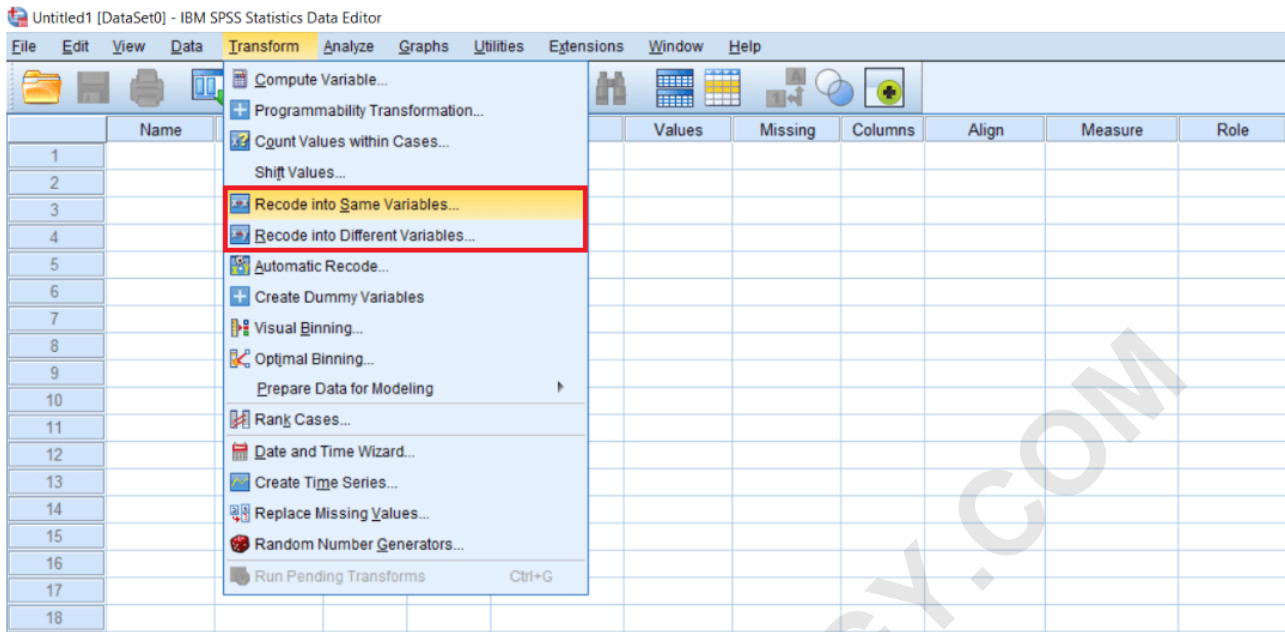 Untitled1 [DataSet0] - IBM SPSS Statistics Data Editor
File Edit View Data Transform Analyze Graphs Utilities Extensions Window Help
Name Values Missing Columns Align Measure Role
Compute Variable...
Programmability Transformation...
Count Values within Cases...
Shift Values...
Recode into Same Variables...
Recode into Different Variables...
Automatic Recode...
Create Dummy Variables
Visual Binning...
Optimal Binning...
Prepare Data for Modeling
Rank Cases...
Date and Time Wizard...
Create Time Series...
Replace Missing Values...
Random Number Generators...
Run Pending Transforms Ctrl+G
1
2
3
4
5
6
7
8
9
10
11
12
13
14
15
16
17
18
GY.COM